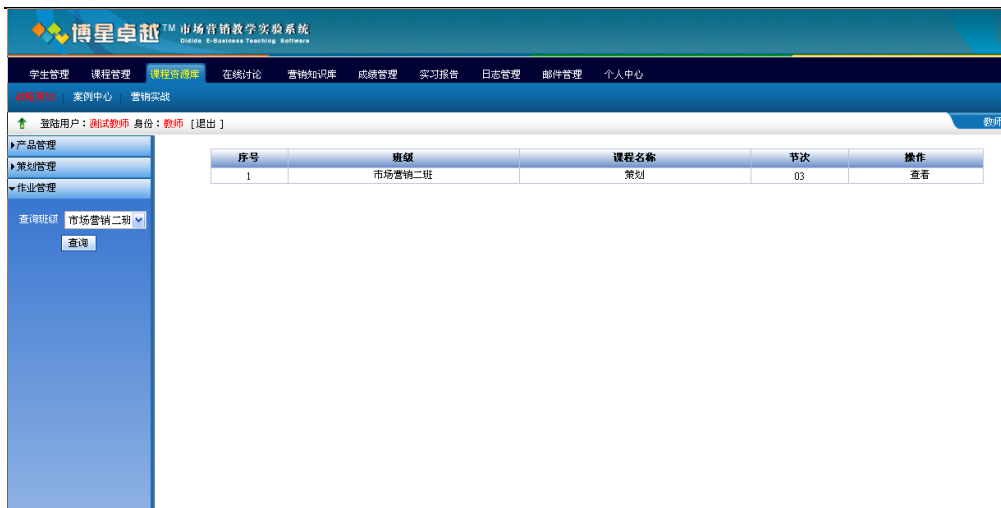 博星卓越™ 市场营销教学实验系统
Didida E-Business Teaching Software
学生管理 课程管理 课程资源库 在线讨论 营销知识库 成绩管理 实习报告 日志管理 邮件管理 个人中心
战略策划 | 案例中心 | 营销实战
登陆用户：测试教师 身份：教师 [退出 ] 教师
产品管理
策划管理
作业管理
查询班级 市场营销二班
查询
序号 班级 课程名称 节次 操作
1 市场营销二班 策划 03 查看